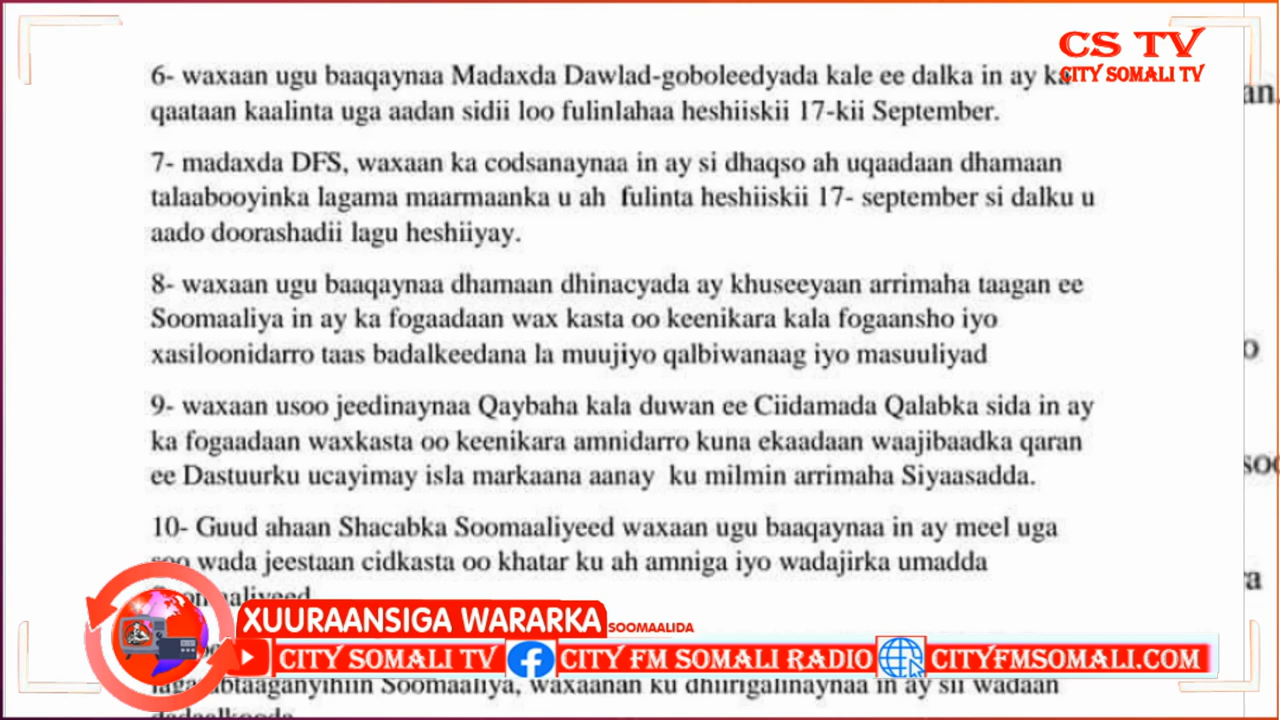 CS TV
CITY SOMALI TV
6- waxaan ugu baaqaynaa Madaxda Dawlad-goboleedyada kale ee dalka in ay ka
qaataan kaalinta uga aadan sidii loo fulinlahaa heshiiskii 17-kii September.
7- madaxda DFS, waxaan ka codsanaynaa in ay si dhaqso ah uqaadaan dhamaan
talaabooyinka lagama maarmaanka u ah fulinta heshiiskii 17- september si dalku u
aado doorashadii lagu heshiiyay.
8- waxaan ugu baaqaynaa dhamaan dhinacyada ay khuseeyaan arrimaha taagan ee
Soomaaliya in ay ka fogaadaan wax kasta oo keenikara kala fogaansho iyo
xasiloonidarro taas badalkeedana la muujiyo qalbiwanaag iyo masuuliyad
9- waxaan usoo jeedinaynaa Qaybaha kala duwan ee Ciidamada Qalabka sida in ay
ka fogaadaan waxkasta oo keenikara amnidarro kuna ekaadaan waajibaadka qaran
ee Dastuurku ucayimay isla markaana aanay ku milmin arrimaha Siyaasadda.
10- Guud ahaan Shacabka Soomaaliyeed waxaan ugu baaqaynaa in ay meel uga
soo wada jeestaan cidkasta oo khatar ku ah amniga iyo wadajirka umadda
XUURAANSIGA WARARKA SOOMAALIDA
CITY SOMALI TV CITY FM SOMALI RADIO CITYFMSOMALI.COM
Soomaaliya, waxaanan ku dhiirigalinaynaa in ay sii wadaan